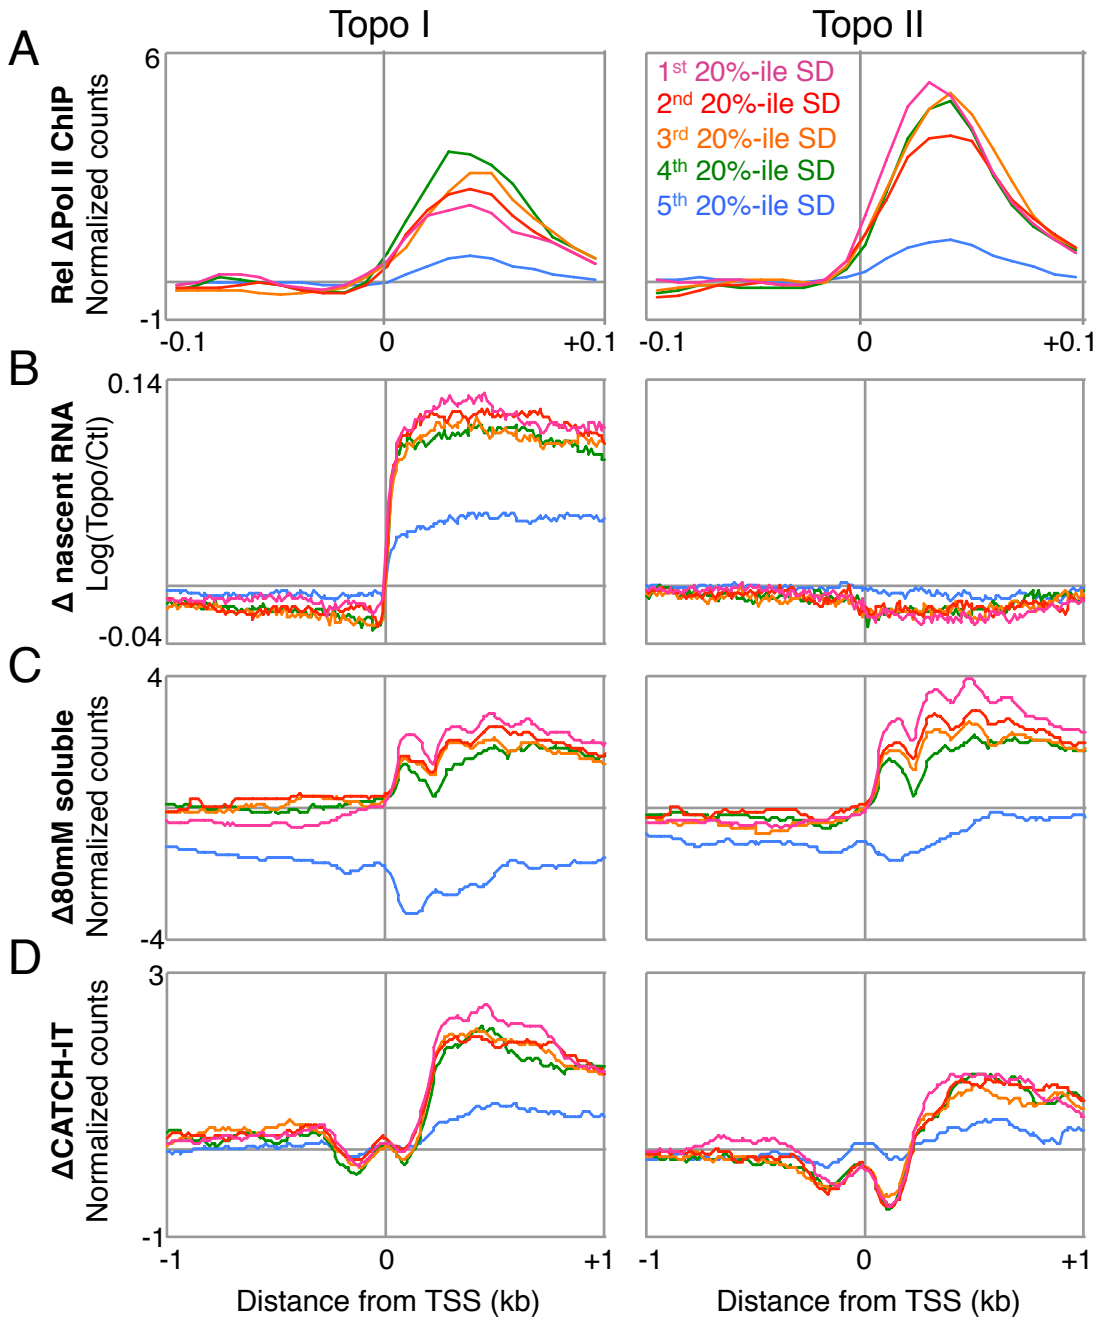 Topo I
Topo II
A
Rel ΔPol II ChIP
Normalized counts
6
-1
-0.1
0
+0.1
1st 20%-ile SD
2nd 20%-ile SD
3rd 20%-ile SD
4th 20%-ile SD
5th 20%-ile SD
-0.1
0
+0.1
B
Δ nascent RNA
Log(Topo/Ctl)
0.14
-0.04
C
Δ80mM soluble
Normalized counts
4
-4
D
ΔCATCH-IT
Normalized counts
3
-1
-1
0
+1
-1
0
+1
Distance from TSS (kb)
Distance from TSS (kb)